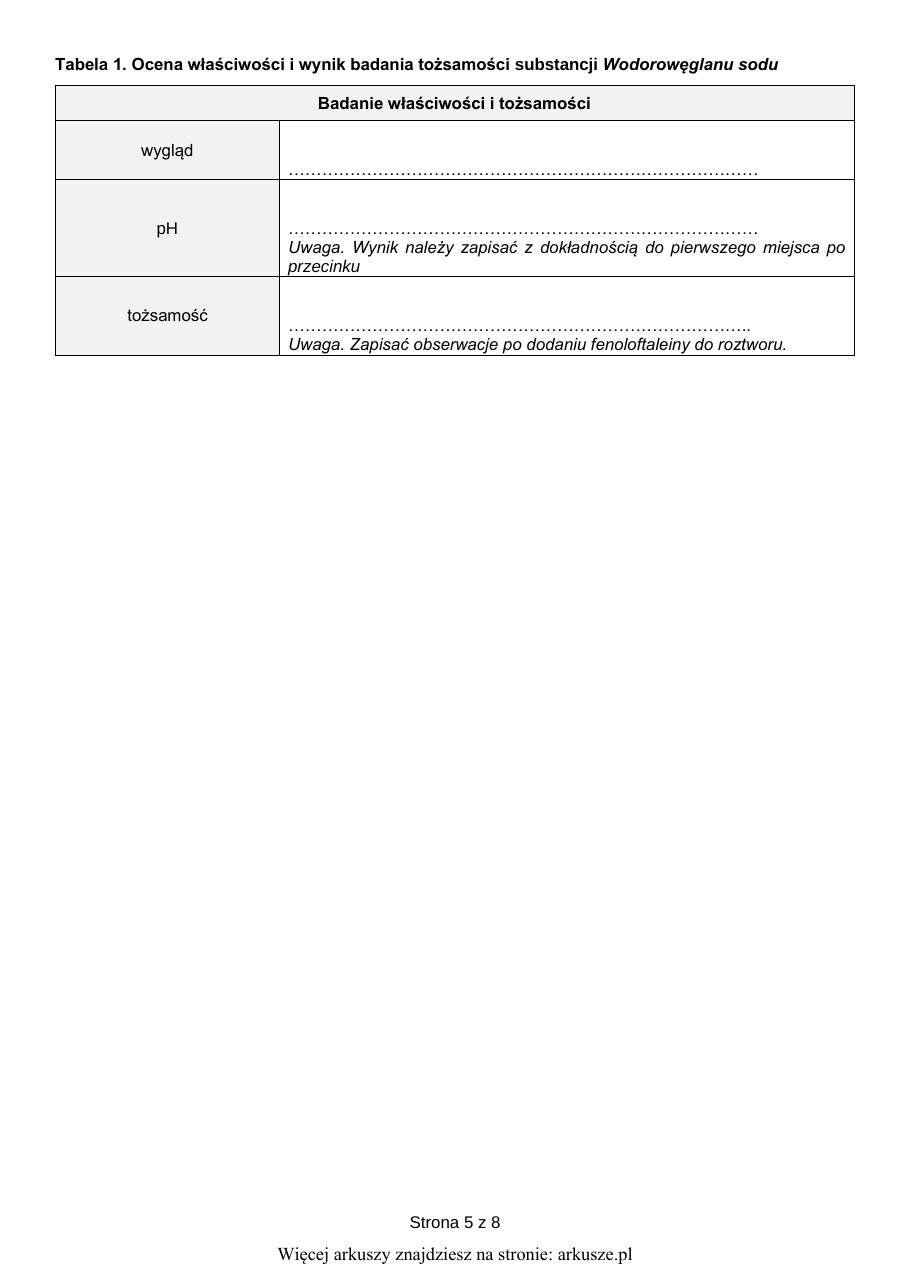 Tabela 1. Ocena właściwości i wynik badania tożsamości substancji Wodorowęglanu sodu
Badanie właściwości i tożsamości
wygląd
…………………………………………………………………………
pH
…………………………………………………………………………
Uwaga. Wynik należy zapisać z dokładnością do pierwszego miejsca po
przecinku
tożsamość
………………………………………………………………………..
Uwaga. Zapisać obserwacje po dodaniu fenoloftaleiny do roztworu.
Strona 5 z 8
Więcej arkuszy znajdziesz na stronie: arkusze.pl